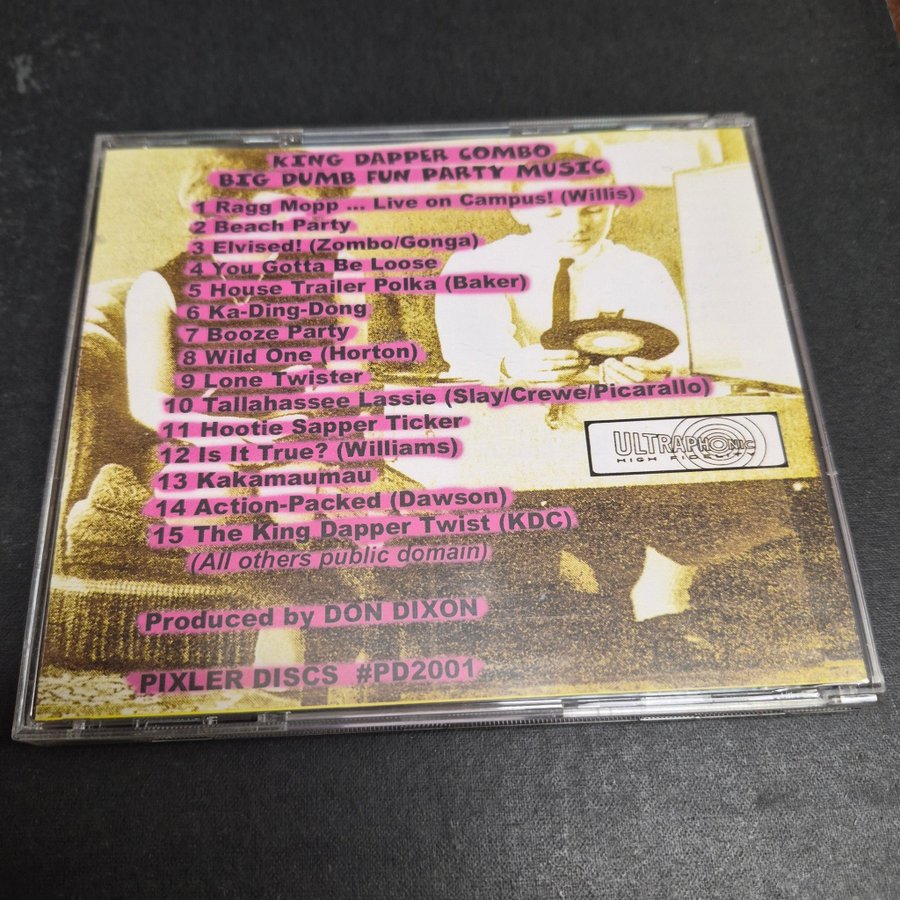 KING DAPPER COMBO
BIG DUMB FUN PARTY MUSIC
1 Ragg Mopp ... Live on Campus! (Willis)
2 Beach Party
3 Elvised! (Zombo/Gonga)
4 You Gotta Be Loose
5 House Trailer Polka (Baker)
6 Ka-Ding-Dong
7 Booze Party
8 Wild One (Horton)
9 Lone Twister
10 Tallahassee Lassie (Slay/Crewe/Picarallo)
11 Hootie Sapper Ticker
12 Is It True? (Williams)
13 Kakamaumau
14 Action-Packed (Dawson)
15 The King Dapper Twist (KDC)
(All others public domain)
ULTRAPHONIC
HIGH FIDELITY
Produced by DON DIXON
PIXLER DISCS #PD2001